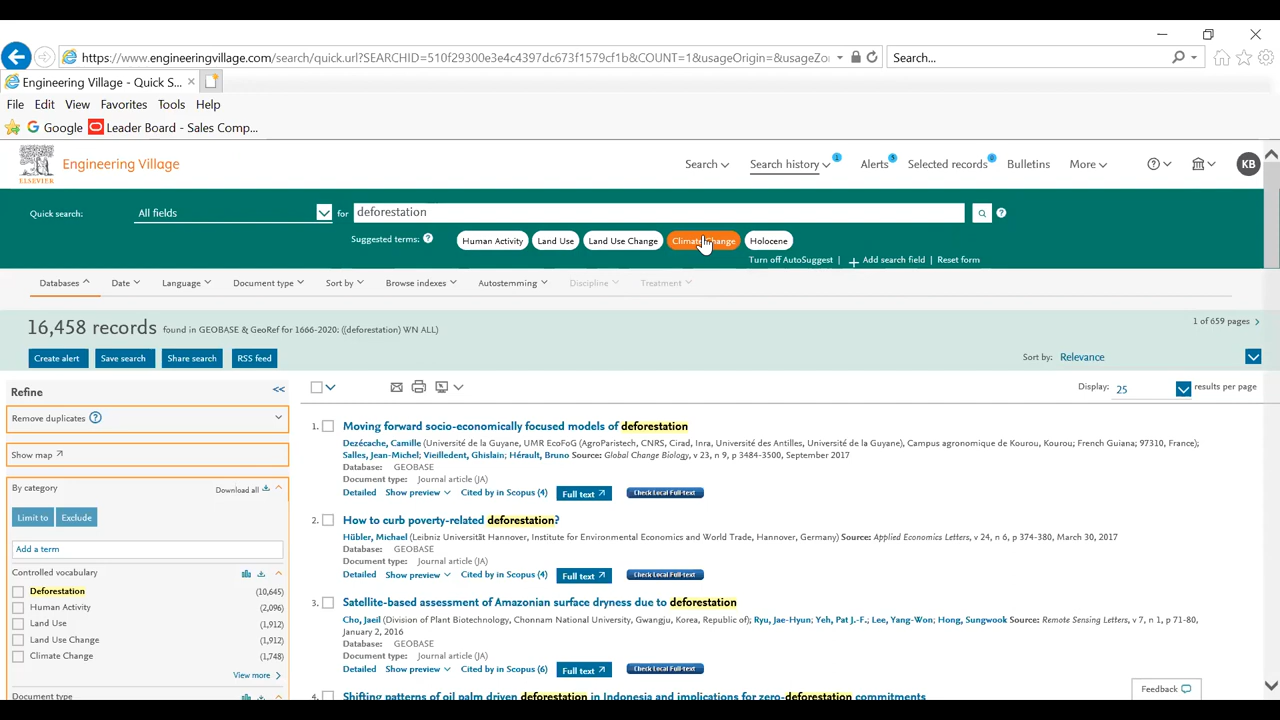 https://www.engineeringvillage.com/search/quick.url?SEARCHID=510f29300e3e4c4397dc673f1579cf1b&COUNT=1&usageOrigin=&usageZo
Search...
Engineering Village - Quick S...
File Edit View Favorites Tools Help
Google Leader Board - Sales Comp...
ELSEVIER
Engineering Village
Search
Search history 1
Alerts 5
Selected records 0
Bulletins
More
KB
Quick search: All fields for deforestation
Suggested terms: Human Activity Land Use Land Use Change Climate Change Holocene
Turn off AutoSuggest | + Add search field | Reset form
Databases Date Language Document type Sort by Browse indexes Autostemming Discipline Treatment
16,458 records found in GEOBASE & GeoRef for 1666-2020: ((deforestation) WN ALL)
1 of 659 pages
Create alert Save search Share search RSS feed
Sort by: Relevance
Refine <<
Display: 25 results per page
Remove duplicates
Show map
By category Download all
Limit to Exclude
Add a term
Controlled vocabulary
Deforestation (10,645)
Human Activity (2,096)
Land Use (1,912)
Land Use Change (1,912)
Climate Change (1,748)
View more
Document type
1. Moving forward socio-economically focused models of deforestation
Dezécache, Camille (Université de la Guyane, UMR EcoFoG (AgroParistech, CNRS, Cirad, Inra, Université des Antilles, Université de la Guyane), Campus agronomique de Kourou, Kourou; French Guiana; 97310, France);
Salles, Jean-Michel; Vieilledent, Ghislain; Hérault, Bruno Source: Global Change Biology, v 23, n 9, p 3484-3500, September 2017
Database: GEOBASE
Document type: Journal article (JA)
Detailed Show preview Cited by in Scopus (4) Full text Check Local Full-text
2. How to curb poverty-related deforestation?
Hübler, Michael (Leibniz Universität Hannover, Institute for Environmental Economics and World Trade, Hannover, Germany) Source: Applied Economics Letters, v 24, n 6, p 374-380, March 30, 2017
Database: GEOBASE
Document type: Journal article (JA)
Detailed Show preview Cited by in Scopus (4) Full text Check Local Full-text
3. Satellite-based assessment of Amazonian surface dryness due to deforestation
Cho, Jaeil (Division of Plant Biotechnology, Chonnam National University, Gwangju, Korea, Republic of); Ryu, Jae-Hyun; Yeh, Pat J.-F.; Lee, Yang-Won; Hong, Sungwook Source: Remote Sensing Letters, v 7, n 1, p 71-80,
January 2, 2016
Database: GEOBASE
Document type: Journal article (JA)
Detailed Show preview Cited by in Scopus (6) Full text Check Local Full-text
4. Shifting patterns of oil palm driven deforestation in Indonesia and implications for zero-deforestation commitments
Feedback